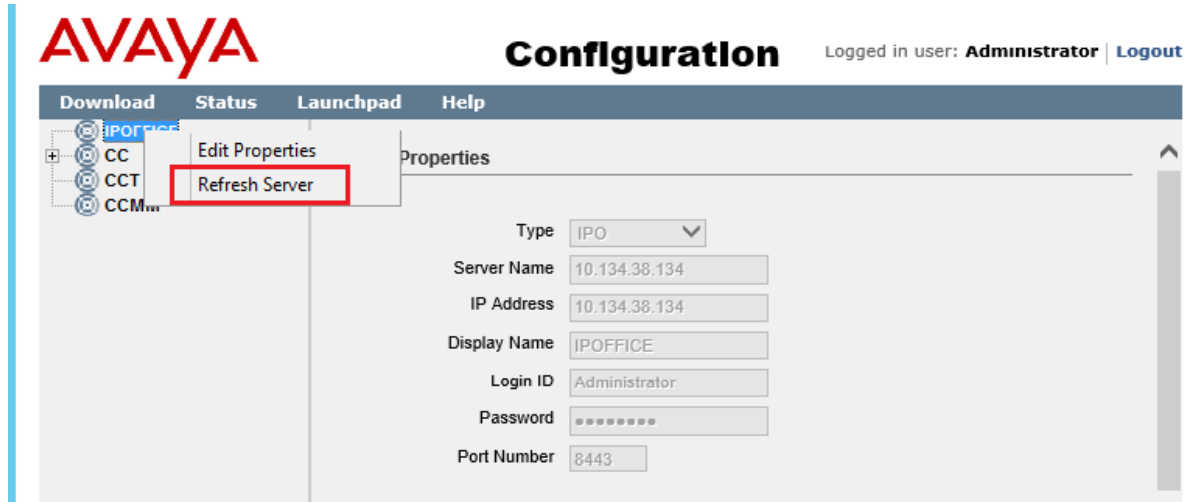 AVAYA
Configuration
Logged in user: Administrator | Logout
Download Status Launchpad Help
IPOFFICE
CC
CCT
CCMM
Edit Properties
Refresh Server
Properties
Type IPO
Server Name 10.134.38.134
IP Address 10.134.38.134
Display Name IPOFFICE
Login ID Administrator
Password ********
Port Number 8443